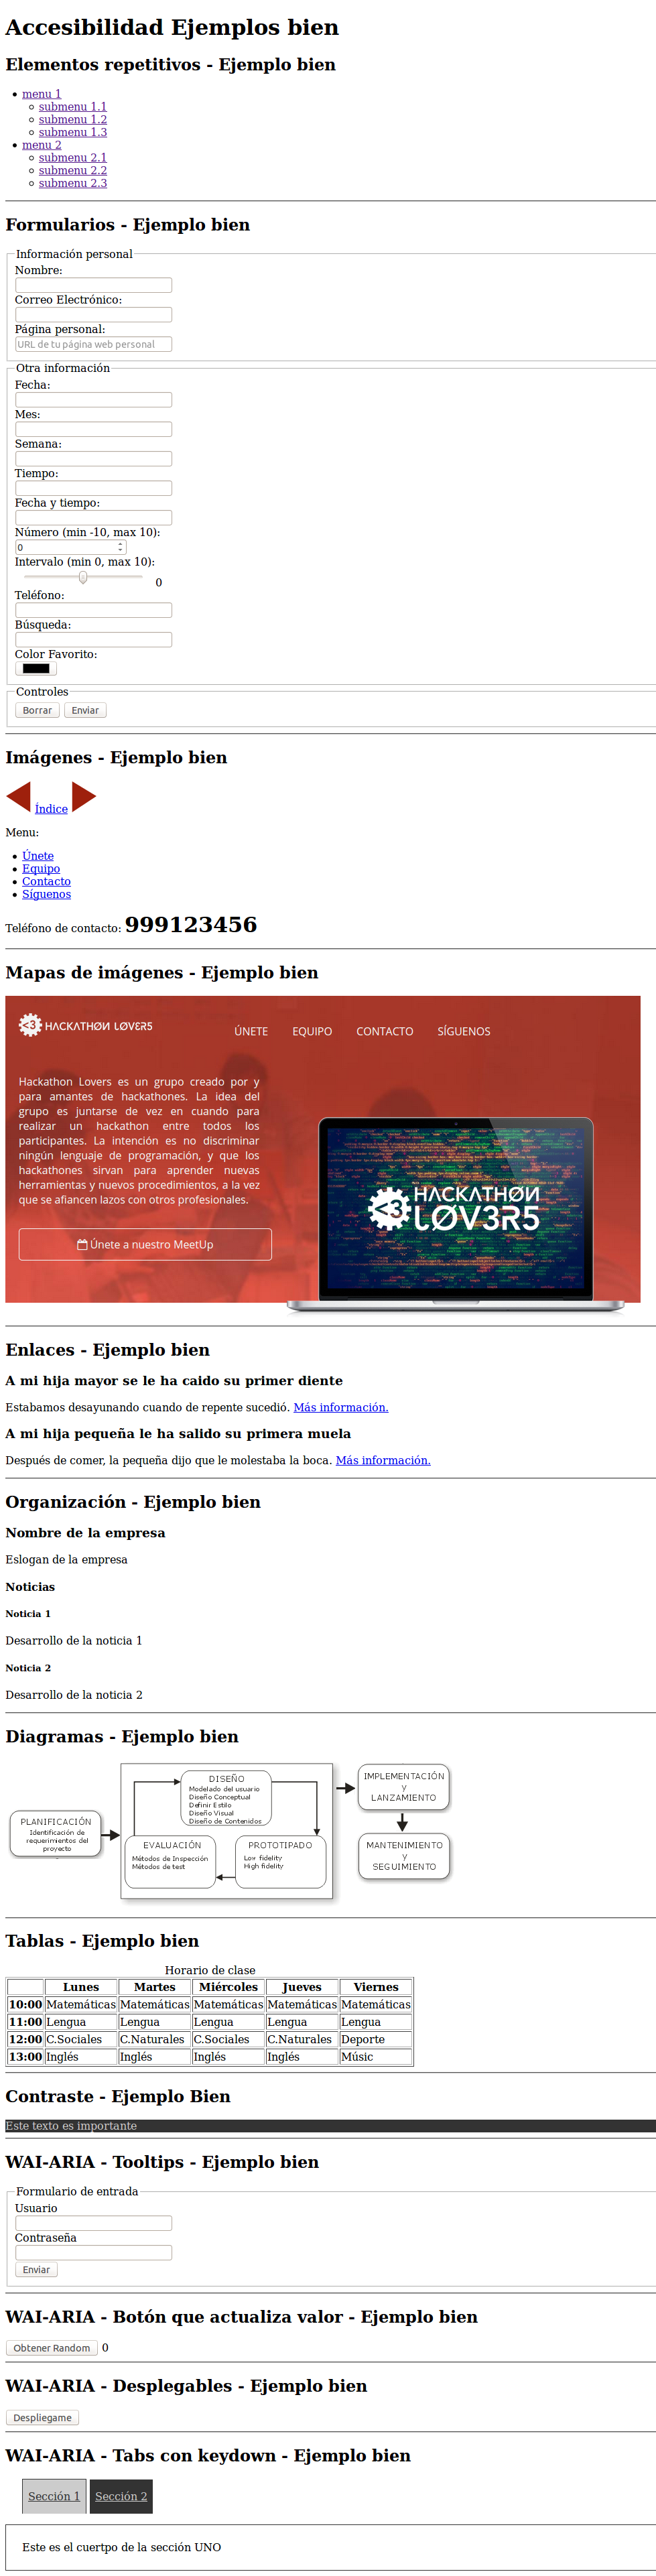 Accesibilidad Ejemplos bien
Elementos repetitivos - Ejemplo bien
menu 1
submenu 1.1
submenu 1.2
submenu 1.3
menu 2
submenu 2.1
submenu 2.2
submenu 2.3
Formularios - Ejemplo bien
Información personal
Nombre:
Correo Electrónico:
Página personal:
URL de tu página web personal
Otra información
Fecha:
Mes:
Semana:
Tiempo:
Fecha y tiempo:
Número (min -10, max 10):
0
Intervalo (min 0, max 10):
0
Teléfono:
Búsqueda:
Color Favorito:
Controles
Borrar Enviar
Imágenes - Ejemplo bien
Índice
Menu:
Únete
Equipo
Contacto
Síguenos
Teléfono de contacto: 999123456
Mapas de imágenes - Ejemplo bien
<3 HACKATHØN LØVER5 ÚNETE EQUIPO CONTACTO SÍGUENOS
Hackathon Lovers es un grupo creado por y
para amantes de hackathones. La idea del
grupo es juntarse de vez en cuando para
realizar un hackathon entre todos los
participantes. La intención es no discriminar
ningún lenguaje de programación, y que los
hackathones sirvan para aprender nuevas
herramientas y nuevos procedimientos, a la vez
que se afiancen lazos con otros profesionales.
Únete a nuestro MeetUp
<3 HACKATHØN
LØV3R5
Enlaces - Ejemplo bien
A mi hija mayor se le ha caido su primer diente
Estabamos desayunando cuando de repente sucedió. Más información.
A mi hija pequeña le ha salido su primera muela
Después de comer, la pequeña dijo que le molestaba la boca. Más información.
Organización - Ejemplo bien
Nombre de la empresa
Eslogan de la empresa
Noticias
Noticia 1
Desarrollo de la noticia 1
Noticia 2
Desarrollo de la noticia 2
Diagramas - Ejemplo bien
PLANIFICACIÓN
Identificación de
requerimientos del
proyecto
DISEÑO
Modelado del usuario
Diseño Conceptual
Definir Estilo
Diseño Visual
Diseño de Contenidos
EVALUACIÓN
Métodos de Inspección
Métodos de test
PROTOTIPADO
Low fidelity
High fidelity
IMPLEMENTACIÓN
y
LANZAMIENTO
MANTENIMIENTO
y
SEGUIMIENTO
Tablas - Ejemplo bien
Horario de clase
Lunes Martes Miércoles Jueves Viernes
10:00 Matemáticas Matemáticas Matemáticas Matemáticas Matemáticas
11:00 Lengua Lengua Lengua Lengua Lengua
12:00 C.Sociales C.Naturales C.Sociales C.Naturales Deporte
13:00 Inglés Inglés Inglés Inglés Músic
Contraste - Ejemplo Bien
Este texto es importante
WAI-ARIA - Tooltips - Ejemplo bien
Formulario de entrada
Usuario
Contraseña
Enviar
WAI-ARIA - Botón que actualiza valor - Ejemplo bien
Obtener Random 0
WAI-ARIA - Desplegables - Ejemplo bien
Despliegame
WAI-ARIA - Tabs con keydown - Ejemplo bien
Sección 1 Sección 2
Este es el cuertpo de la sección UNO